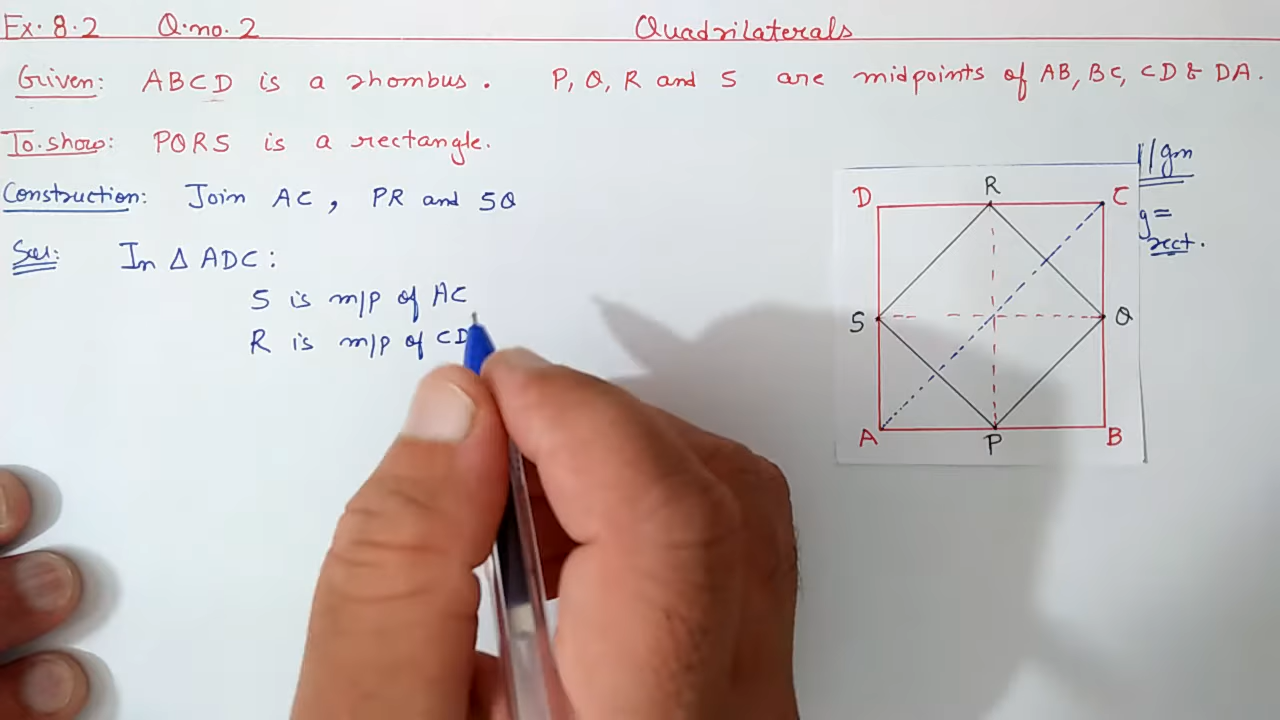 Ex. 8.2 Q.no. 2 Quadrilaterals
Given: ABCD is a rhombus. P, Q, R and S are midpoints of AB, BC, CD & DA.
To show: PQRS is a rectangle.
Construction: Join AC, PR and SQ
Sol: In △ ADC:
S is m/p of AC
R is m/p of CD
D R C
S Q
A P B
||gm
g=
rect.